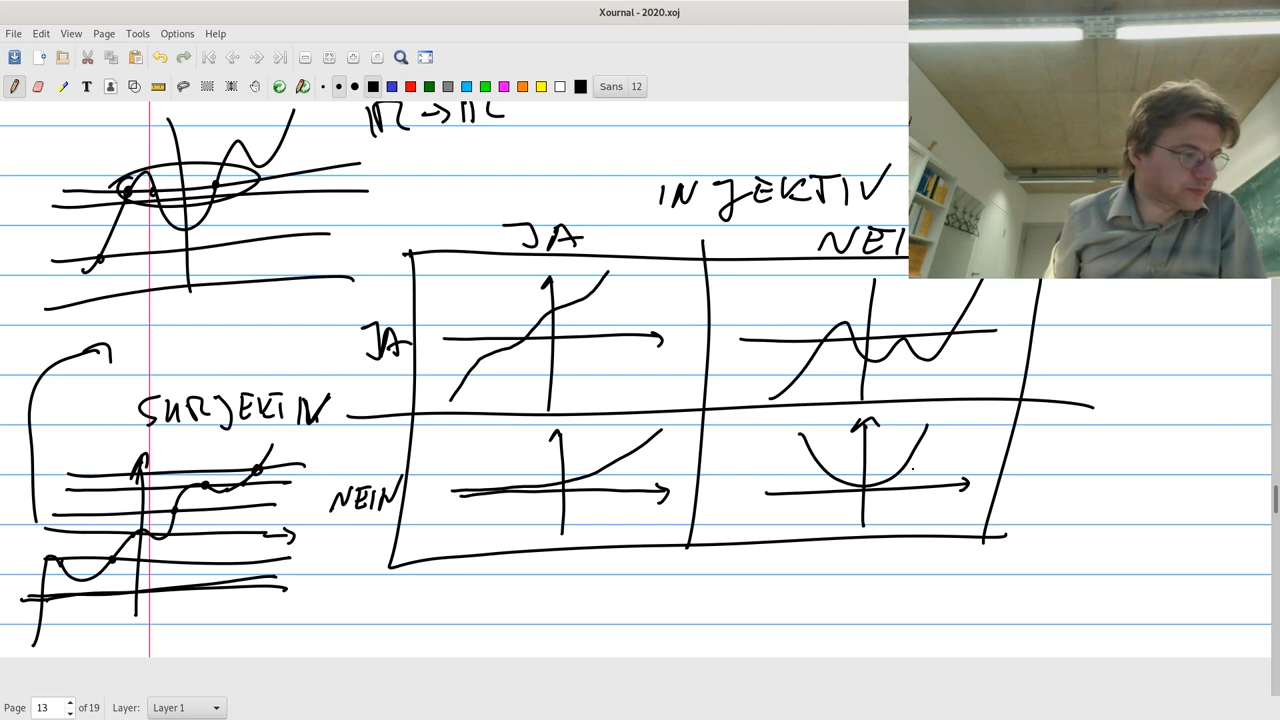 Xournal - 2020.xoj
File Edit View Page Tools Options Help
Sans 12
INJEKTIV
JA
NEI
JA
SURJEKTIV
NEIN
Page 13 of 19 Layer: Layer 1